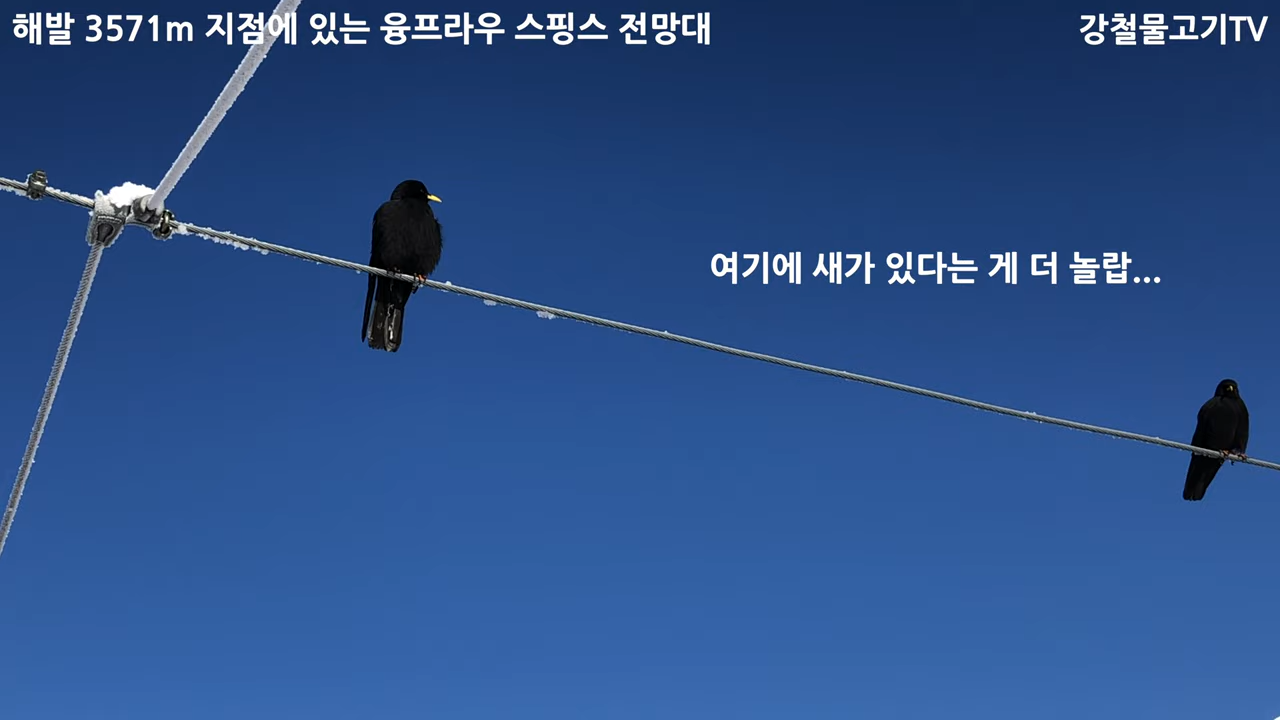 해발 3571m 지점에 있는 융프라우 스핑스 전망대
강철물고기TV
여기에 새가 있다는 게 더 놀랍...